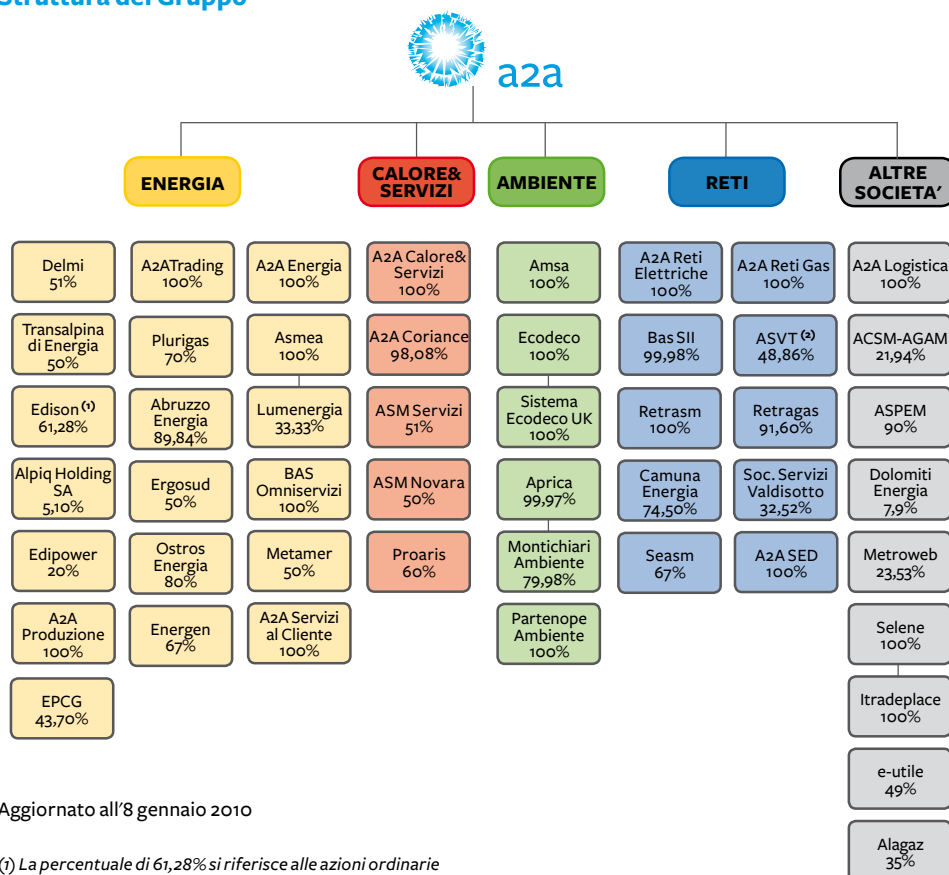 Struttura del Gruppo
a2a
ENERGIA
CALORE&
SERVIZI
AMBIENTE
RETI
ALTRE
SOCIETA'
Delmi
51%
Transalpina
di Energia
50%
Edison (1)
61,28%
Alpiq Holding
SA
5,10%
Edipower
20%
A2A
Produzione
100%
EPCG
43,70%
A2ATrading
100%
Plurigas
70%
Abruzzo
Energia
89,84%
Ergosud
50%
Ostros
Energia
80%
Energen
67%
A2A Energia
100%
Asmea
100%
Lumenergia
33,33%
BAS
Omniservizi
100%
Metamer
50%
A2A Servizi
al Cliente
100%
A2A Calore&
Servizi
100%
A2A Coriance
98,08%
ASM Servizi
51%
ASM Novara
50%
Proaris
60%
Amsa
100%
Ecodeco
100%
Sistema
Ecodeco UK
100%
Aprica
99,97%
Montichiari
Ambiente
79,98%
Partenope
Ambiente
100%
A2A Reti
Elettriche
100%
Bas SII
99,98%
Retrasm
100%
Camuna
Energia
74,50%
Seasm
67%
A2A Reti Gas
100%
ASVT (2)
48,86%
Retragas
91,60%
Soc. Servizi
Valdisotto
32,52%
A2A SED
100%
A2A Logistica
100%
ACSM-AGAM
21,94%
ASPEM
90%
Dolomiti
Energia
7,9%
Metroweb
23,53%
Selene
100%
Itradeplace
100%
e-utile
49%
Alagaz
35%
Aggiornato all'8 gennaio 2010
(1) La percentuale di 61,28% si riferisce alle azioni ordinarie